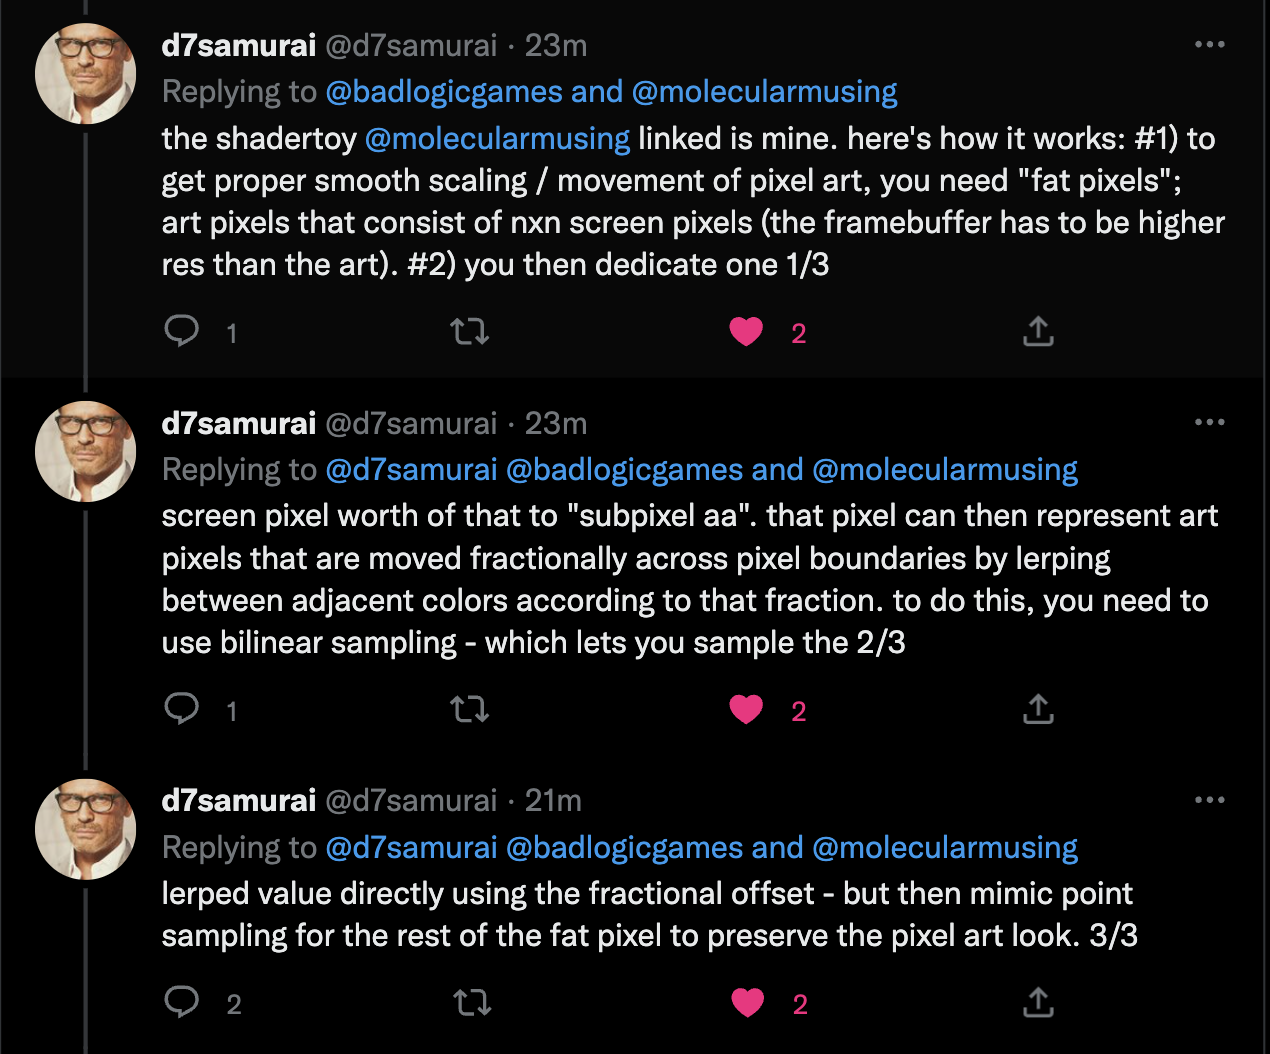 d7samurai @d7samurai · 23m
Replying to @badlogicgames and @molecularmusing
the shadertoy @molecularmusing linked is mine. here's how it works: #1) to
get proper smooth scaling / movement of pixel art, you need "fat pixels";
art pixels that consist of nxn screen pixels (the framebuffer has to be higher
res than the art). #2) you then dedicate one 1/3
1 2
d7samurai @d7samurai · 23m
Replying to @d7samurai @badlogicgames and @molecularmusing
screen pixel worth of that to "subpixel aa". that pixel can then represent art
pixels that are moved fractionally across pixel boundaries by lerping
between adjacent colors according to that fraction. to do this, you need to
use bilinear sampling - which lets you sample the 2/3
1 2
d7samurai @d7samurai · 21m
Replying to @d7samurai @badlogicgames and @molecularmusing
lerped value directly using the fractional offset - but then mimic point
sampling for the rest of the fat pixel to preserve the pixel art look. 3/3
2 2